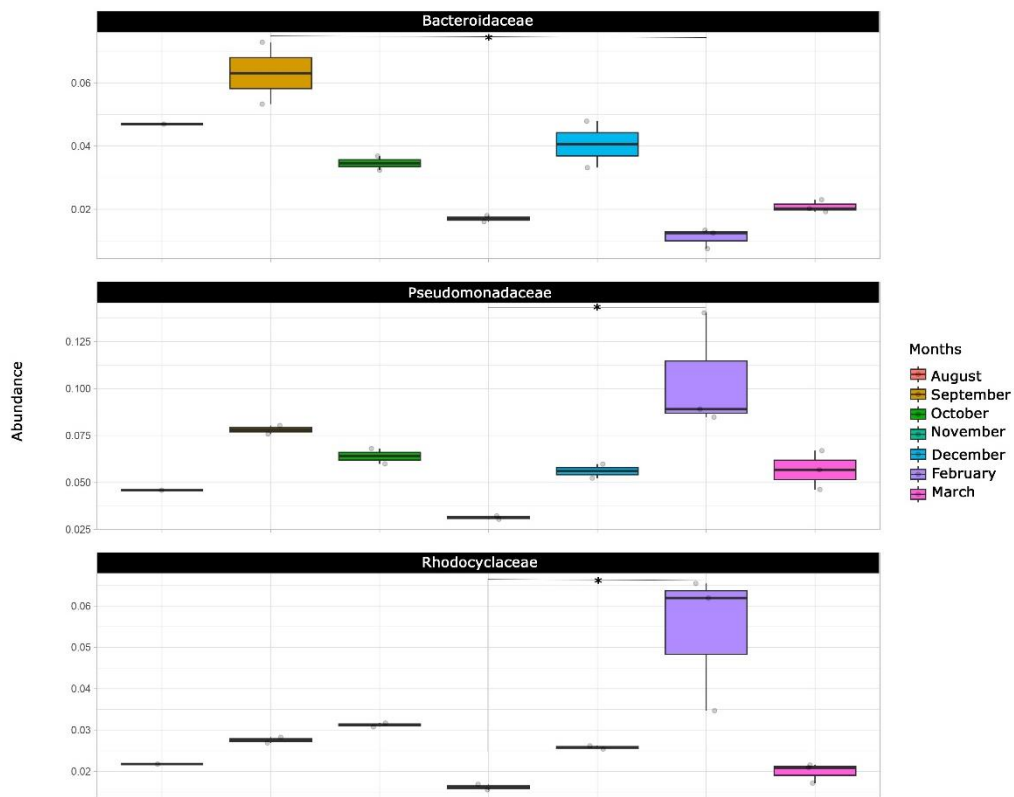 Bacteroidaceae
*
0.06
0.04
0.02
Pseudomonadaceae
*
0.125
0.100
0.075
0.050
0.025
Abundance
Months
August
September
October
November
December
February
March
Rhodocyclaceae
*
0.06
0.05
0.04
0.03
0.02